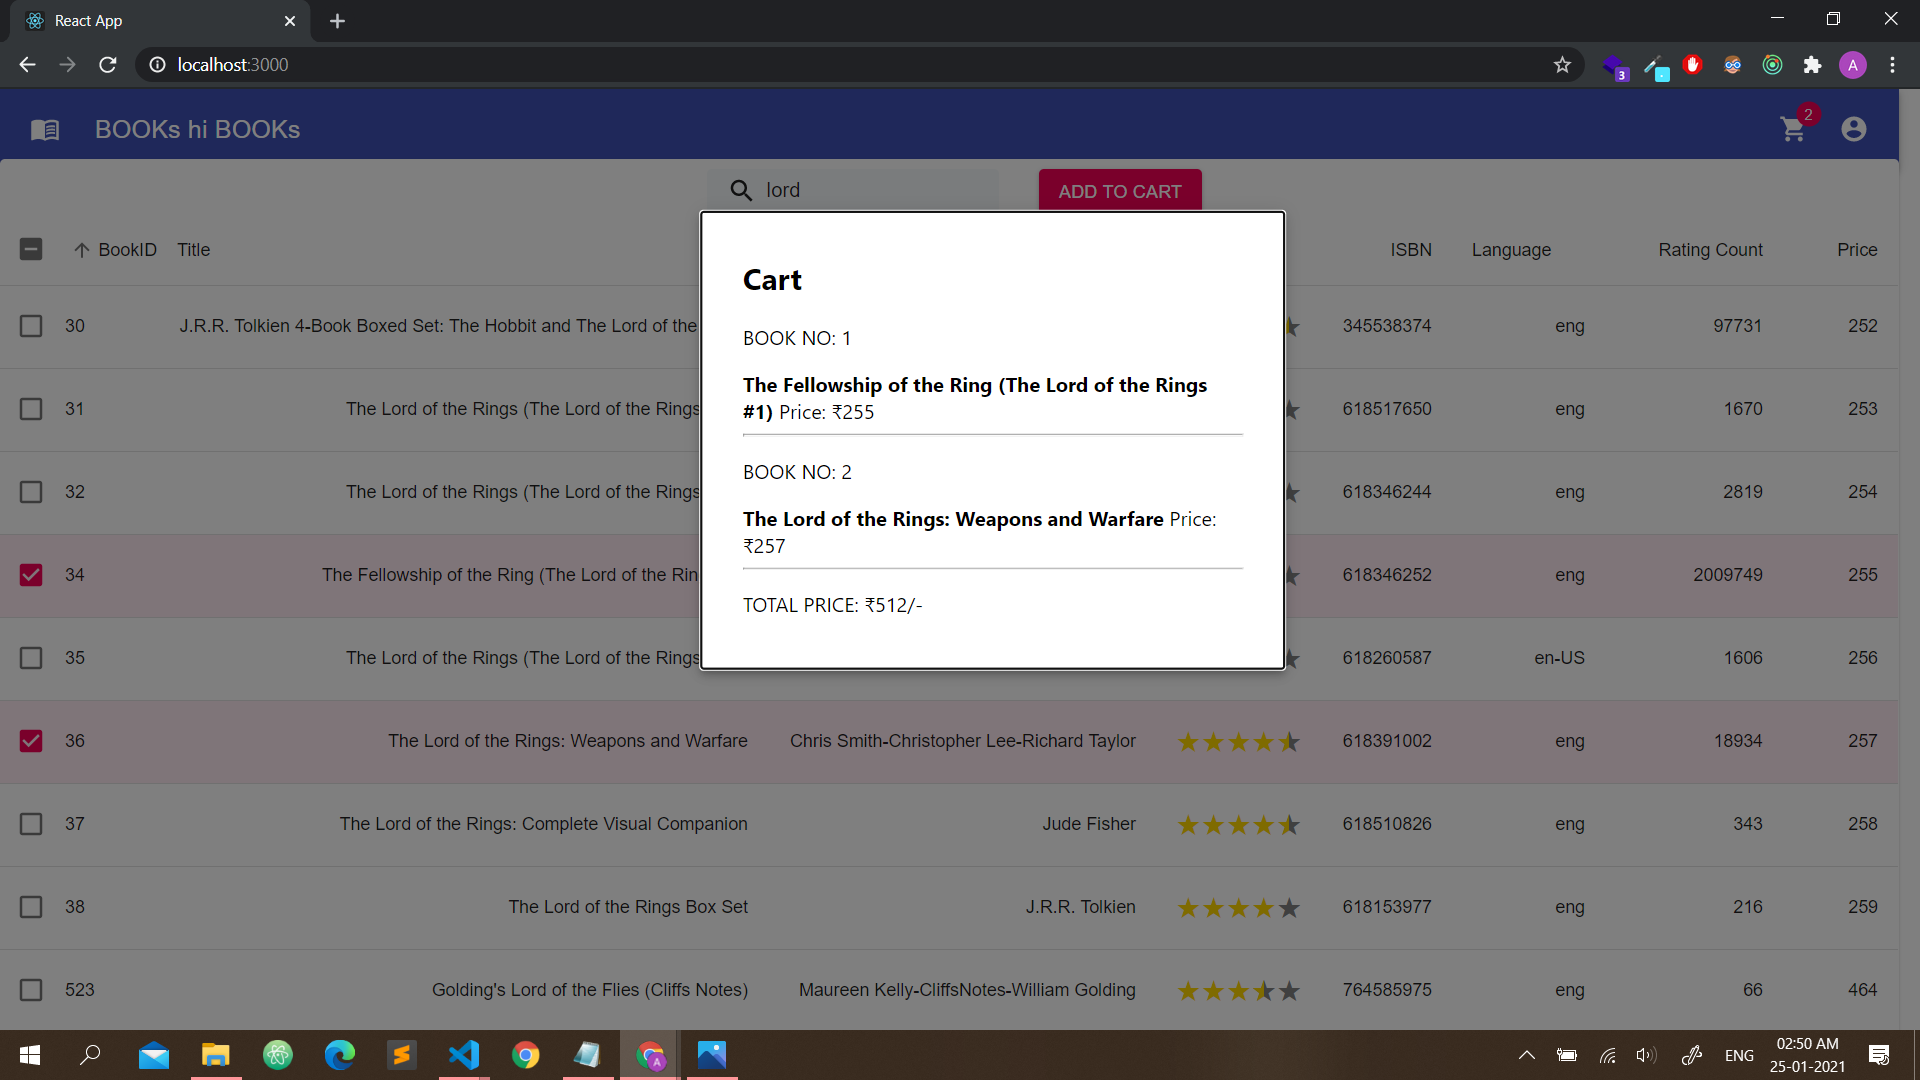 React App
localhost:3000
3
A
BOOKs hi BOOKs
2
lord
ADD TO CART
BookID Title ISBN Language Rating Count Price
30 J.R.R. Tolkien 4-Book Boxed Set: The Hobbit and The Lord of the 345538374 eng 97731 252
31 The Lord of the Rings (The Lord of the Rings 618517650 eng 1670 253
32 The Lord of the Rings (The Lord of the Rings 618346244 eng 2819 254
34 The Fellowship of the Ring (The Lord of the Rin 618346252 eng 2009749 255
35 The Lord of the Rings (The Lord of the Rings 618260587 en-US 1606 256
36 The Lord of the Rings: Weapons and Warfare Chris Smith-Christopher Lee-Richard Taylor 618391002 eng 18934 257
37 The Lord of the Rings: Complete Visual Companion Jude Fisher 618510826 eng 343 258
38 The Lord of the Rings Box Set J.R.R. Tolkien 618153977 eng 216 259
523 Golding's Lord of the Flies (Cliffs Notes) Maureen Kelly-CliffsNotes-William Golding 764585975 eng 66 464
Cart
BOOK NO: 1
The Fellowship of the Ring (The Lord of the Rings
#1) Price: ₹255
BOOK NO: 2
The Lord of the Rings: Weapons and Warfare Price:
₹257
TOTAL PRICE: ₹512/-
A
ENG
02:50 AM
25-01-2021